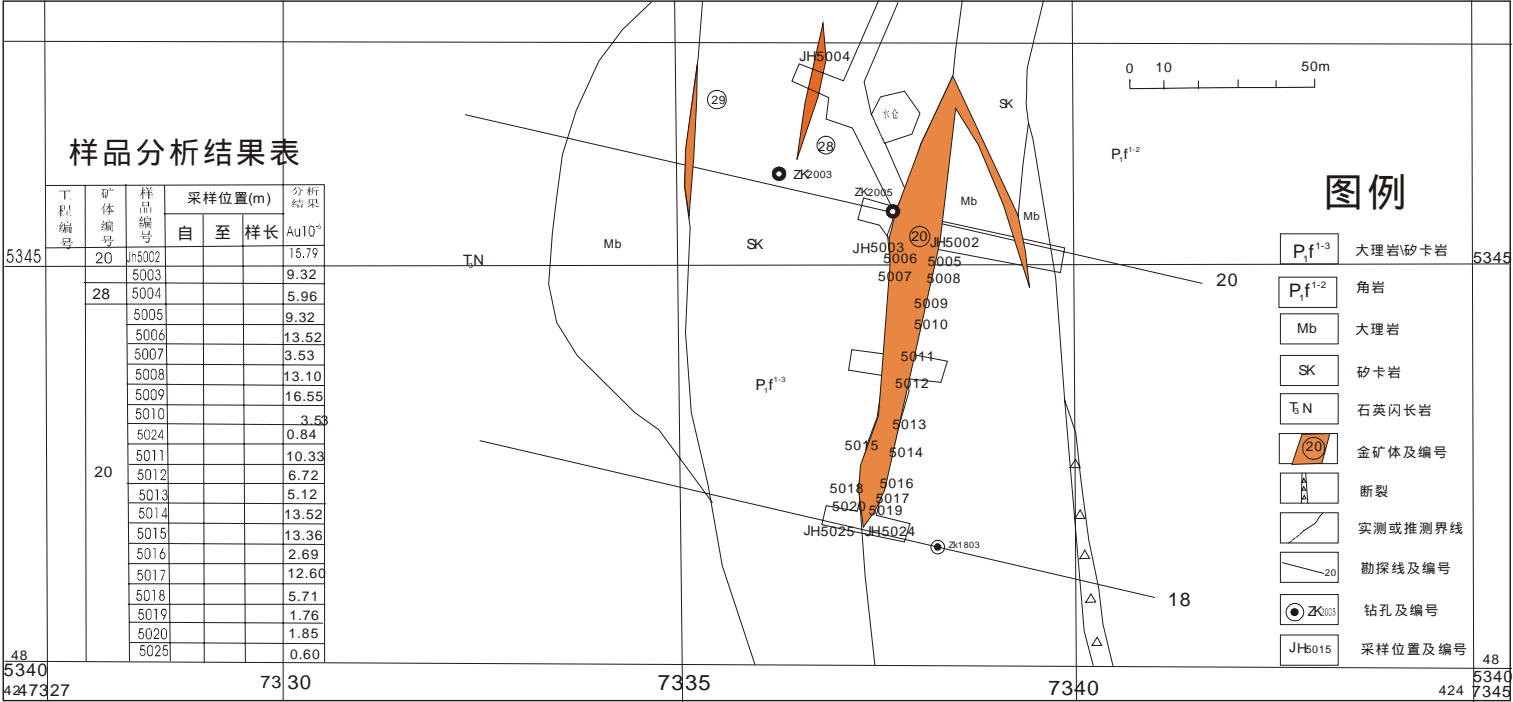 样品分析结果表
工程编号 矿体编号 样品编号 采样位置(m) 分析结果
自 至 样长 Au10⁻⁶
20 Jh5002 15.79
5003 9.32
28 5004 5.96
5005 9.32
5006 13.52
5007 3.53
5008 13.10
5009 16.55
5010 3.53
5024 0.84
5011 10.33
20 5012 6.72
5013 5.12
5014 13.52
5015 13.36
5016 2.69
5017 12.60
5018 5.71
5019 1.76
5020 1.85
5025 0.60
JH5004
29
水仓
SK
0 10 50m
28
P₁f¹⁻²
ZK2003
ZK2005
Mb
Mb
Mb
SK
20
JH5003
JH5002
5345
T₃N
5006
5005
5345
5007
5008
20
5009
5010
5011
P₁f¹⁻³
5012
5013
5015
5014
5018
5016
5017
5020
5019
JH5025
JH5024
Zk1803
18
图例
P₁f¹⁻³ 大理岩\矽卡岩
P₁f¹⁻² 角岩
Mb 大理岩
SK 矽卡岩
T₃N 石英闪长岩
20 金矿体及编号
断裂
实测或推测界线
20 勘探线及编号
ZK2003 钻孔及编号
JH5015 采样位置及编号
48
5340
4247327
7330
7335
7340
48
5340
424 7345